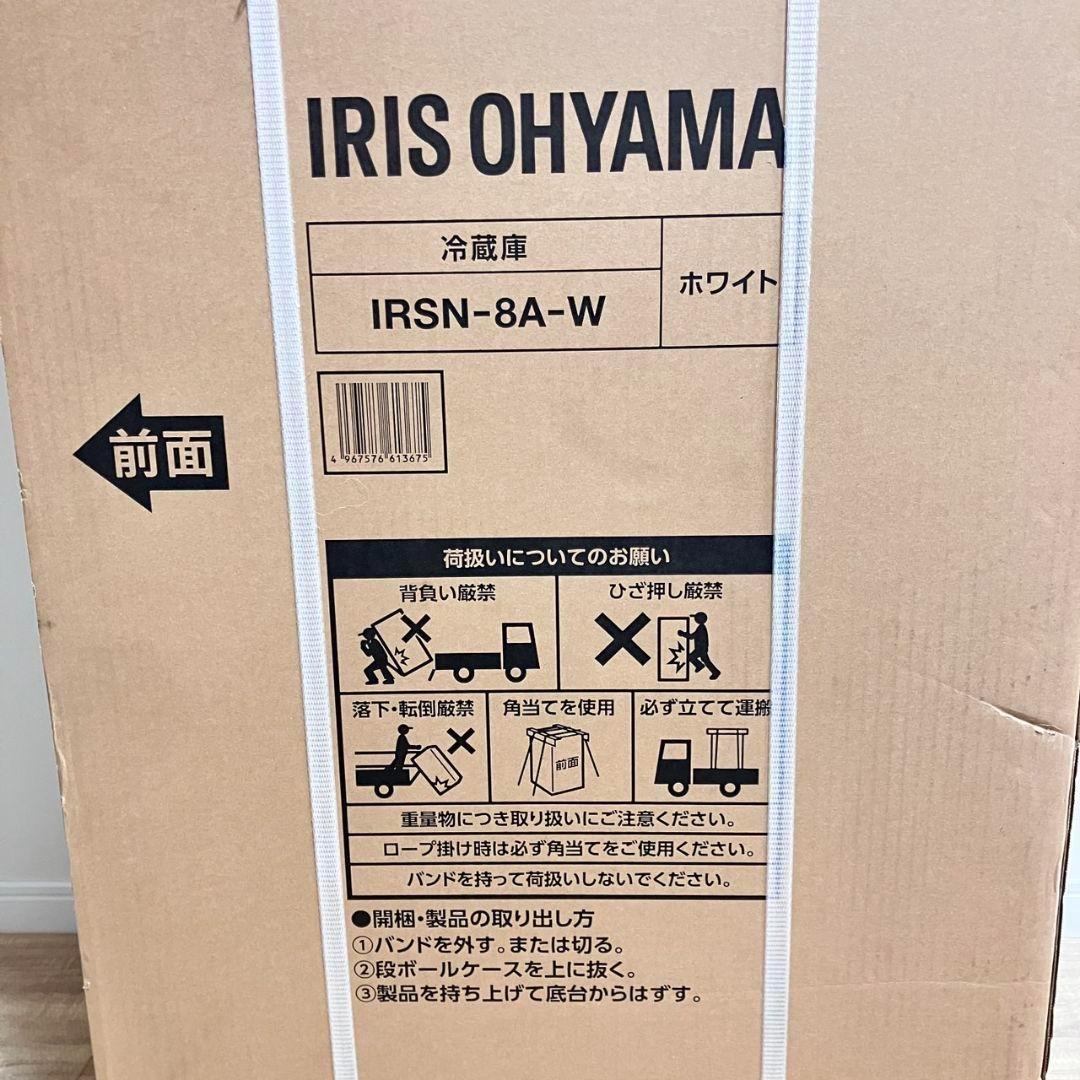 IRIS OHYAMA
冷蔵庫
IRSN-8A-W
ホワイト
4 967576 613675
前面
荷扱いについてのお願い
背負い厳禁
ひざ押し厳禁
落下・転倒厳禁
角当てを使用
必ず立てて運搬
前面
重量物につき取り扱いにご注意ください。
ロープ掛け時は必ず角当てをご使用ください。
バンドを持って荷扱いしないでください。
●開梱・製品の取り出し方
①バンドを外す。または切る。
②段ボールケースを上に抜く。
③製品を持ち上げて底台からはずす。